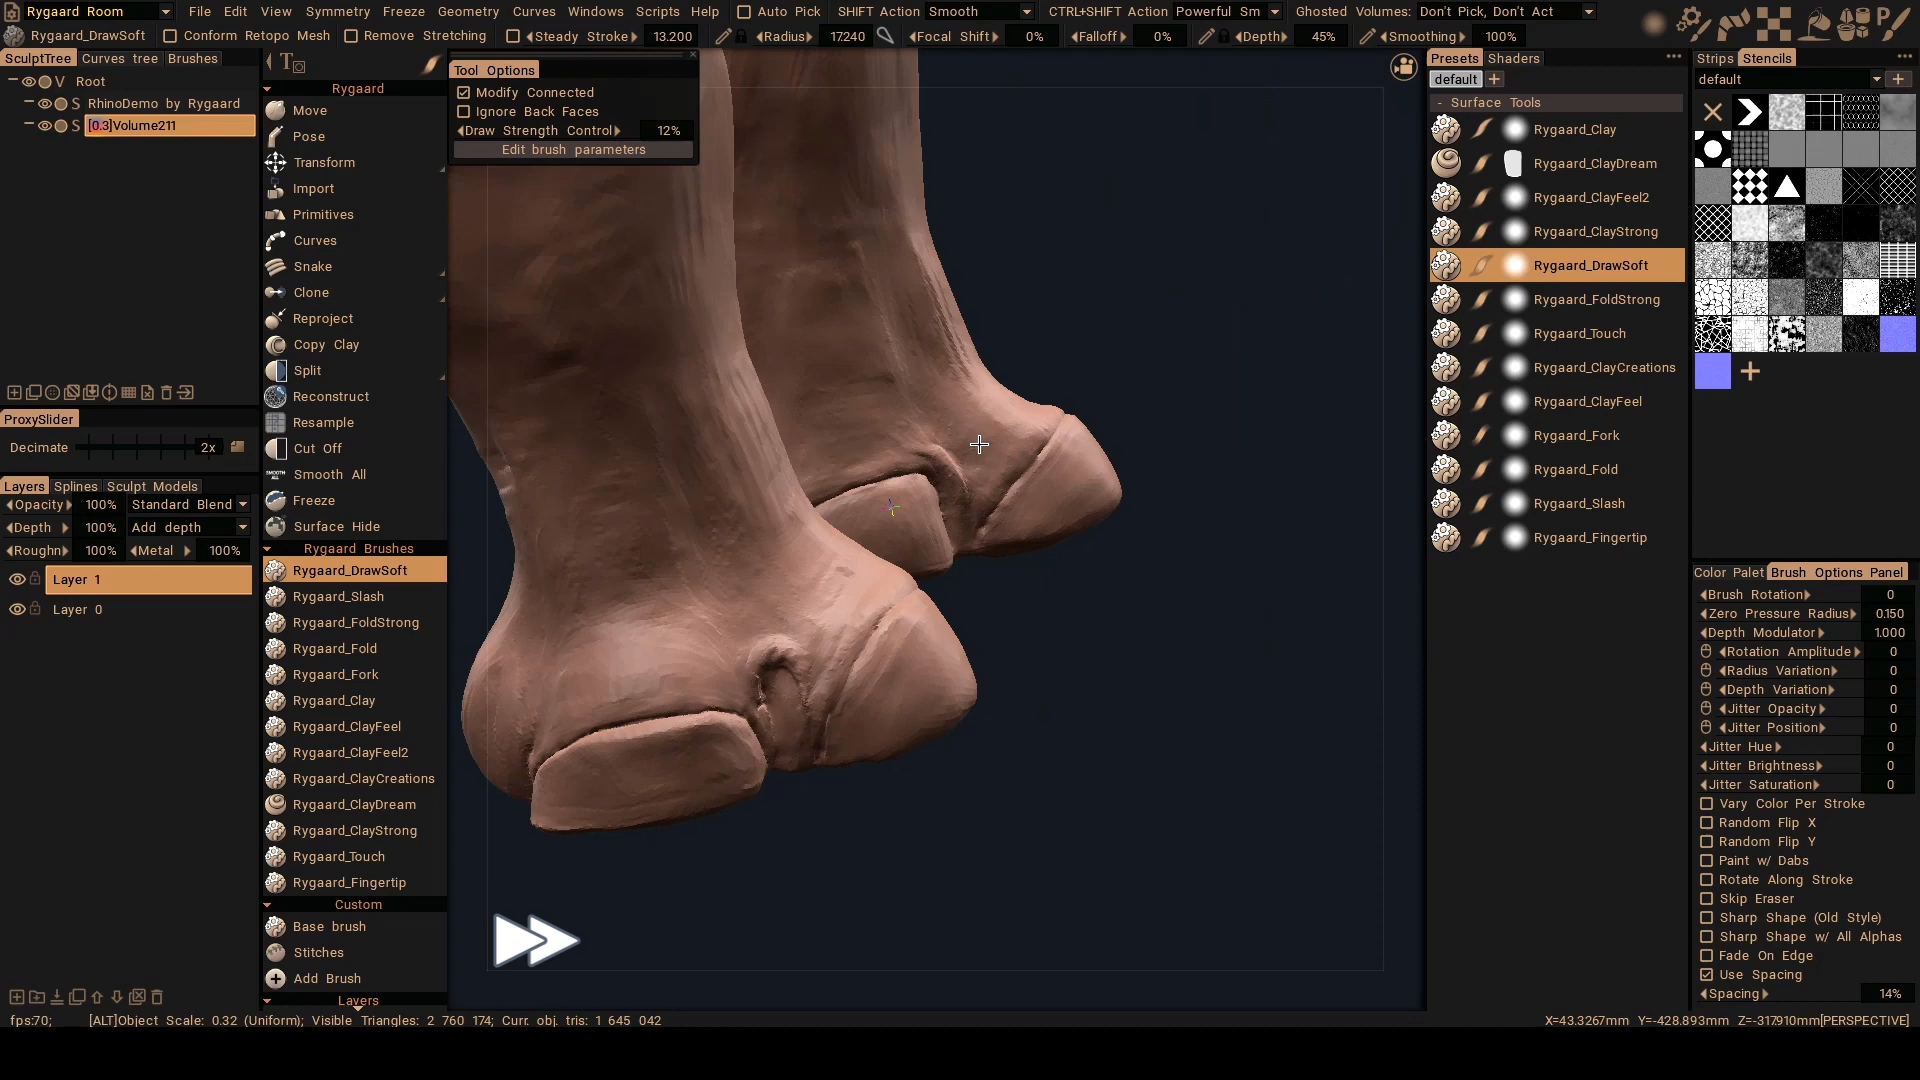 Rygaard Room File Edit View Symmetry Freeze Geometry Curves Windows Scripts Help Auto Pick SHIFT Action Smooth CTRL+SHIFT Action Powerful Sm Ghosted Volumes: Don't Pick, Don't Act
Rygaard_DrawSoft Conform Retopo Mesh Remove Stretching Steady Stroke 13.200 Radius 17.240 Focal Shift 0% Falloff 0% Depth 45% Smoothing 100%
SculptTree Curves tree Brushes
V Root
S RhinoDemo by Rygaard
S [0.3]Volume211
ProxySlider
Decimate 2x
Layers Splines Sculpt Models
Opacity 100% Standard Blend
Depth 100% Add depth
Roughn 100% Metal 100%
Layer 1
Layer 0
Rygaard
Move
Pose
Transform
Import
Primitives
Curves
Snake
Clone
Reproject
Copy Clay
Split
Reconstruct
Resample
Cut Off
Smooth All
Freeze
Surface Hide
Rygaard Brushes
Rygaard_DrawSoft
Rygaard_Slash
Rygaard_FoldStrong
Rygaard_Fold
Rygaard_Fork
Rygaard_Clay
Rygaard_ClayFeel
Rygaard_ClayFeel2
Rygaard_ClayCreations
Rygaard_ClayDream
Rygaard_ClayStrong
Rygaard_Touch
Rygaard_Fingertip
Custom
Base brush
Stitches
Add Brush
Layers
Tool Options
Modify Connected
Ignore Back Faces
Draw Strength Control 12%
Edit brush parameters
Presets Shaders
default
- Surface Tools
Rygaard_Clay
Rygaard_ClayDream
Rygaard_ClayFeel2
Rygaard_ClayStrong
Rygaard_DrawSoft
Rygaard_FoldStrong
Rygaard_Touch
Rygaard_ClayCreations
Rygaard_ClayFeel
Rygaard_Fork
Rygaard_Fold
Rygaard_Slash
Rygaard_Fingertip
Strips Stencils
default
Color Palet Brush Options Panel
Brush Rotation 0
Zero Pressure Radius 0.150
Depth Modulator 1.000
Rotation Amplitude 0
Radius Variation 0
Depth Variation 0
Jitter Opacity 0
Jitter Position 0
Jitter Hue 0
Jitter Brightness 0
Jitter Saturation 0
Vary Color Per Stroke
Random Flip X
Random Flip Y
Paint w/ Dabs
Rotate Along Stroke
Skip Eraser
Sharp Shape (Old Style)
Sharp Shape w/ All Alphas
Fade On Edge
Use Spacing
Spacing 14%
fps:70; [ALT]Object Scale: 0.32 (Uniform); Visible Triangles: 2 760 174; Curr. obj. tris: 1 645 042 X=43.3267mm Y=-428.893mm Z=-317.910mm[PERSPECTIVE]